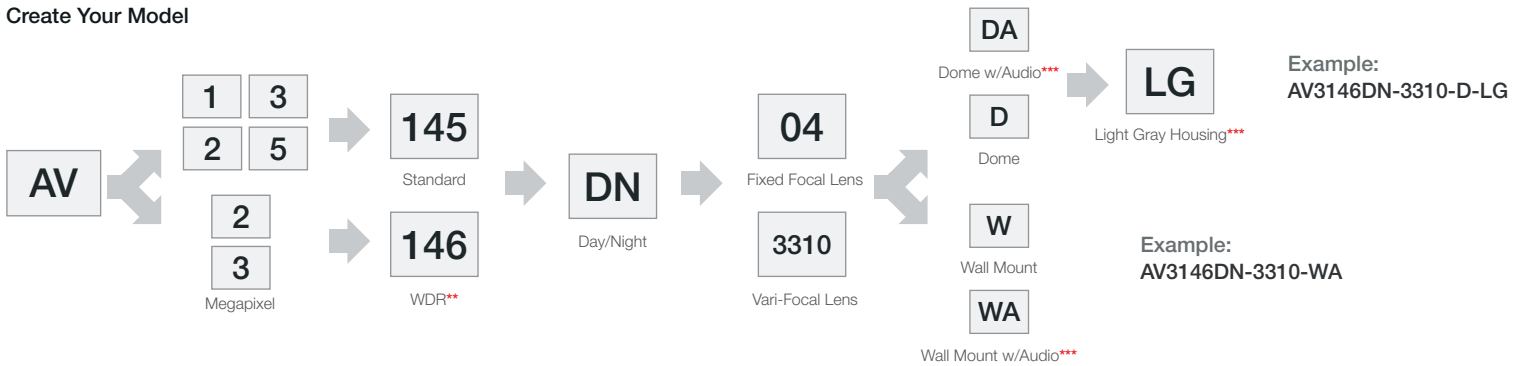 Create Your Model
AV
1 3
2 5
2
3
Megapixel
145
Standard
146
WDR**
DN
Day/Night
04
Fixed Focal Lens
3310
Vari-Focal Lens
DA
Dome w/Audio***
D
Dome
W
Wall Mount
WA
Wall Mount w/Audio***
LG
Light Gray Housing***
Example:
AV3146DN-3310-D-LG
Example:
AV3146DN-3310-WA